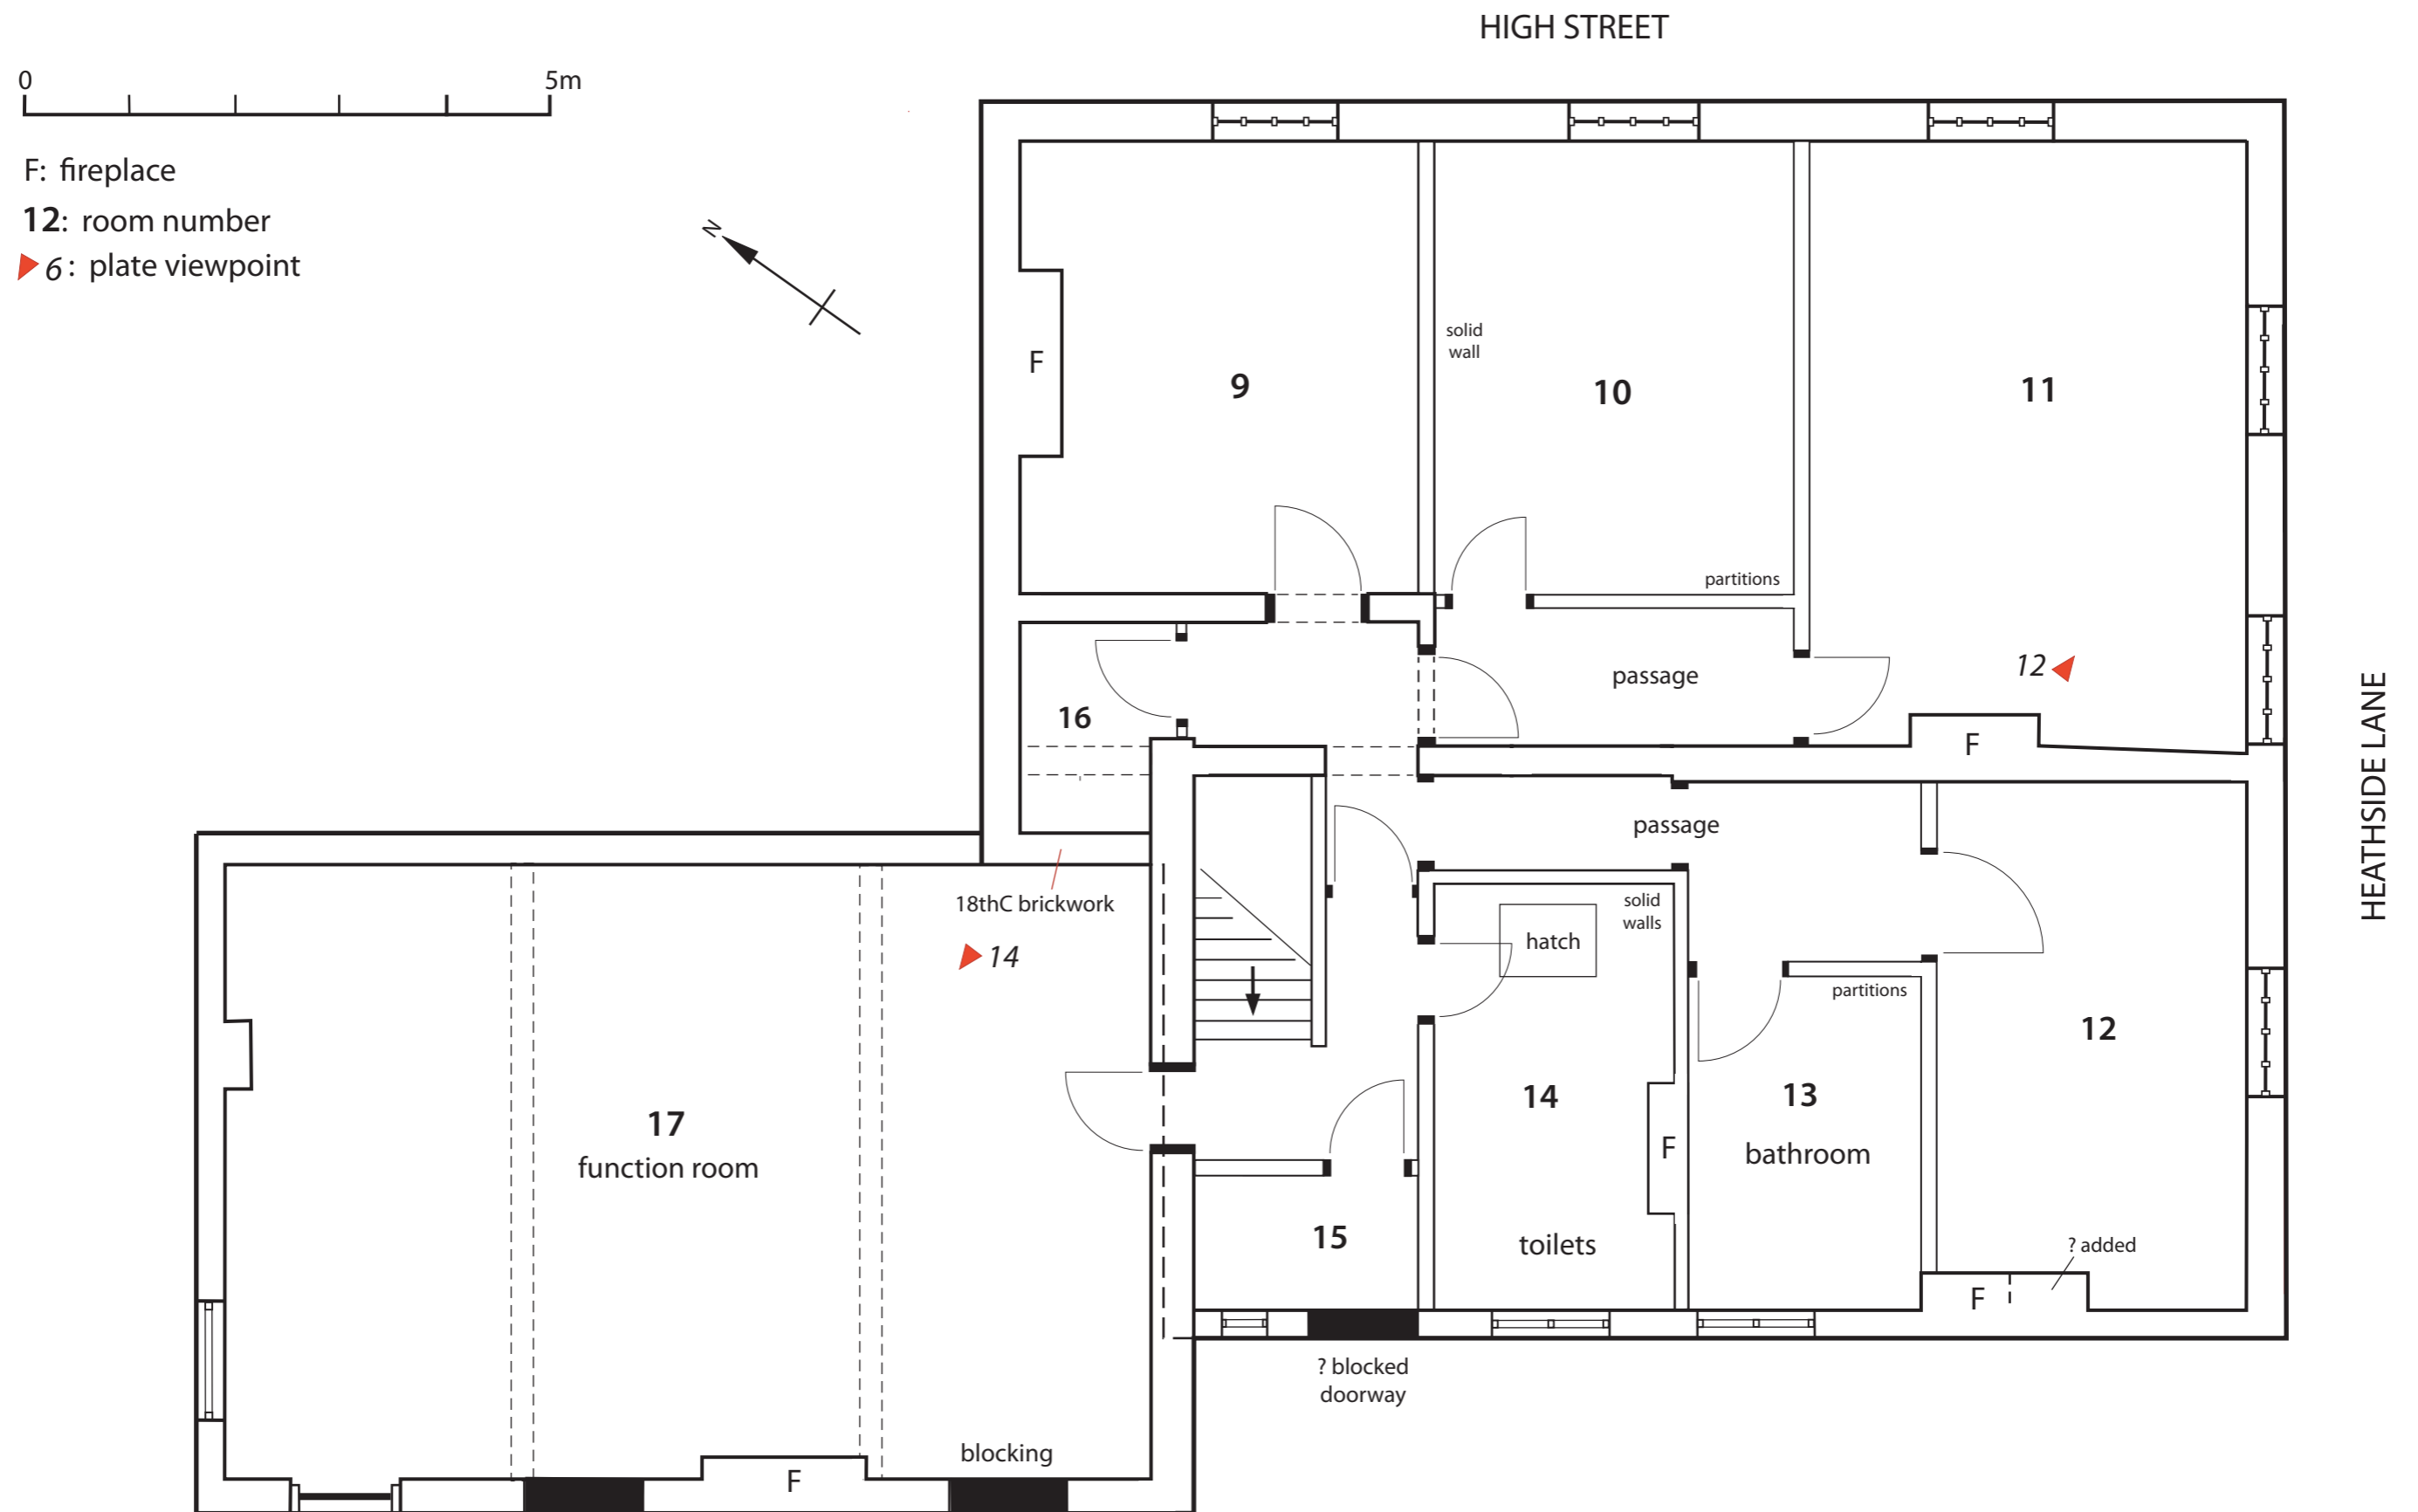 HIGH STREET
0 5m
F: fireplace
12: room number
6: plate viewpoint
N
F
9
solid
wall
10
11
partitions
passage
12
16
F
HEATHSIDE LANE
passage
18thC brickwork
14
solid
walls
hatch
partitions
12
17
function room
14
13
F
bathroom
15
toilets
? added
F
? blocked
doorway
blocking
F